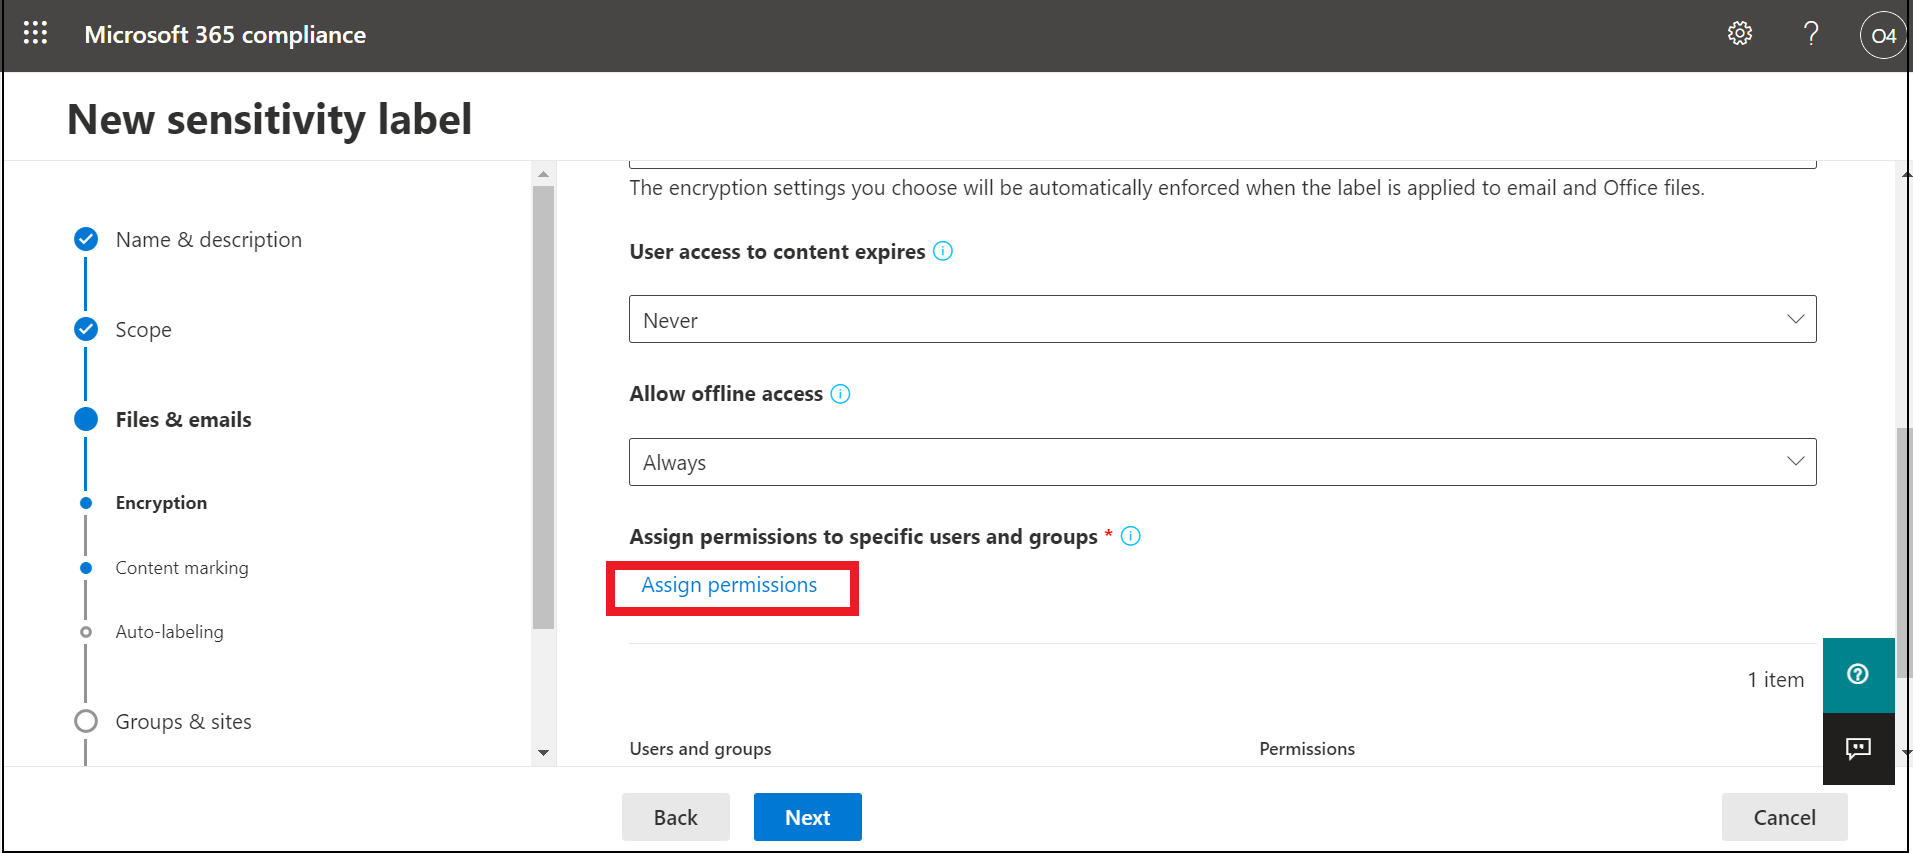 Microsoft 365 compliance
?
O4
New sensitivity label
Name & description
Scope
Files & emails
Encryption
Content marking
Auto-labeling
Groups & sites
The encryption settings you choose will be automatically enforced when the label is applied to email and Office files.
User access to content expires
Never
Allow offline access
Always
Assign permissions to specific users and groups *
Assign permissions
1 item
Users and groups
Permissions
Back
Next
Cancel